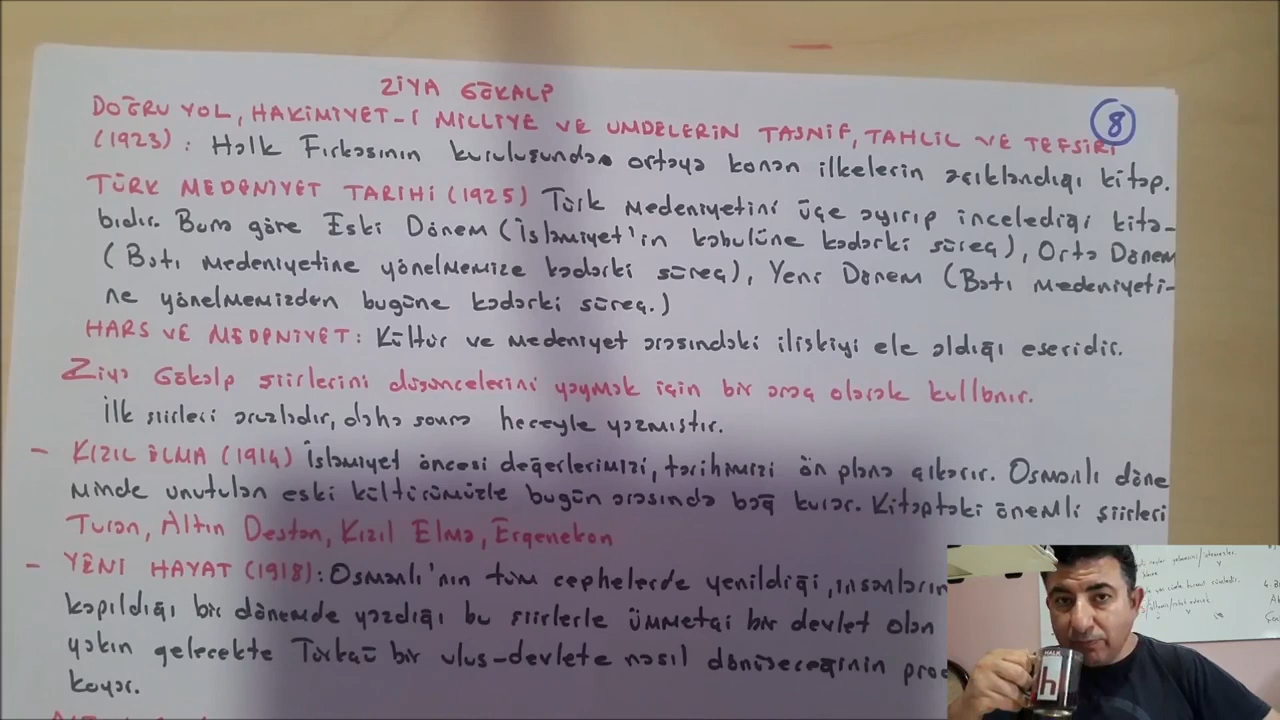 ZİYA GÖKALP
8
DOĞRU YOL, HAKİMİYET-İ MİLLİYE VE UMDELERİN TASNİF, TAHLİL VE TEFSİRİ
(1923): Halk Fırkasının kuruluşunda ortaya konan ilkelerin açıklandığı kitap.
TÜRK MEDENİYET TARİHİ (1925) Türk medeniyetini üçe ayırıp incelediği kita-
bıdır. Buna göre Eski Dönem (İslamiyet'in kabulüne kadarki süreç), Orta Dönem
(Batı medeniyetine yönelmemize kadarki süreç), Yeni Dönem (Batı medeniyeti-
ne yönelmemizden bugüne kadarki süreç.)
HARS VE MEDENİYET: Kültür ve medeniyet arasındaki ilişkiyi ele aldığı eseridir.
Ziya Gökalp şiirlerini düşüncelerini yaymak için bir araç olarak kullanır.
İlk şiirleri aruzladır, daha sonra heceyle yazmıştır.
- KIZIL ELMA (1914) İslamiyet öncesi değerlerimizi, tarihimizi ön plana çıkarır. Osmanlı döne
minde unutulan eski kültürümüzle bugün arasında bağ kurar. Kitaptaki önemli şiirleri
Turan, Altın Destan, Kızıl Elma, Ergenekon
- YENİ HAYAT (1918): Osmanlı'nın tüm cephelerde yenildiği, insanların
kapıldığı bir dönemde yazdığı bu şiirlerle ümmetçi bir devlet olan
yakın gelecekte Türkçü bir ulus-devlete nasıl dönüşeceğinin
koyar.
HALK
h